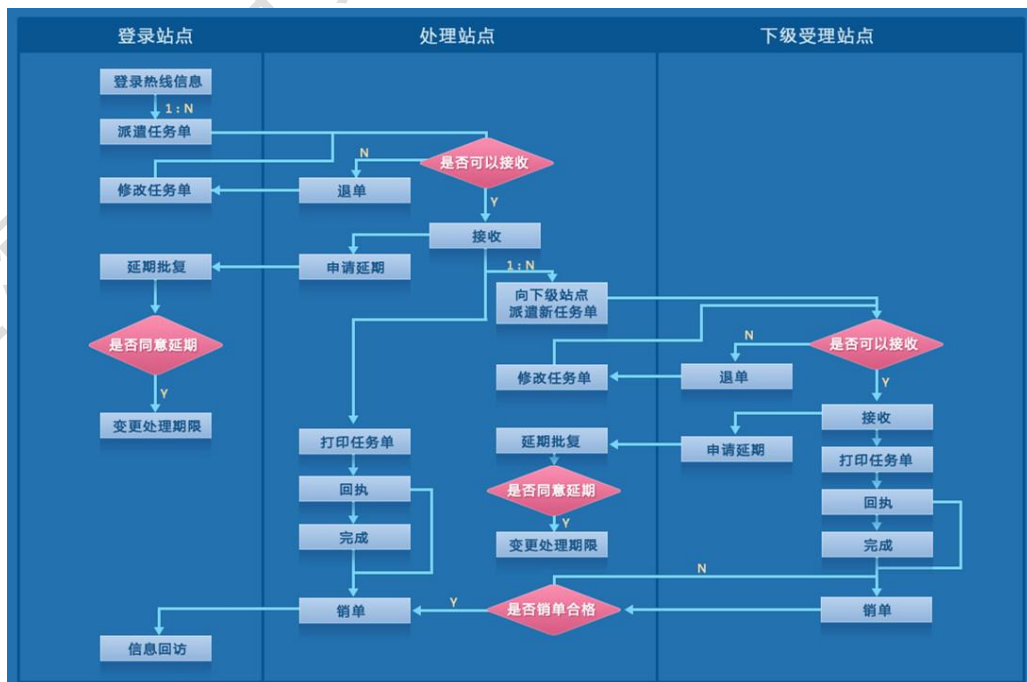 登录站点
处理站点
下级受理站点
登录热线信息
1:N
派遣任务单
是否可以接收
N
修改任务单
退单
Y
接收
延期批复
申请延期
1:N
向下级站点
派遣新任务单
是否同意延期
N
是否可以接收
修改任务单
退单
Y
Y
变更处理期限
接收
打印任务单
延期批复
申请延期
打印任务单
回执
是否同意延期
回执
Y
完成
变更处理期限
完成
N
销单
Y
是否销单合格
销单
信息回访